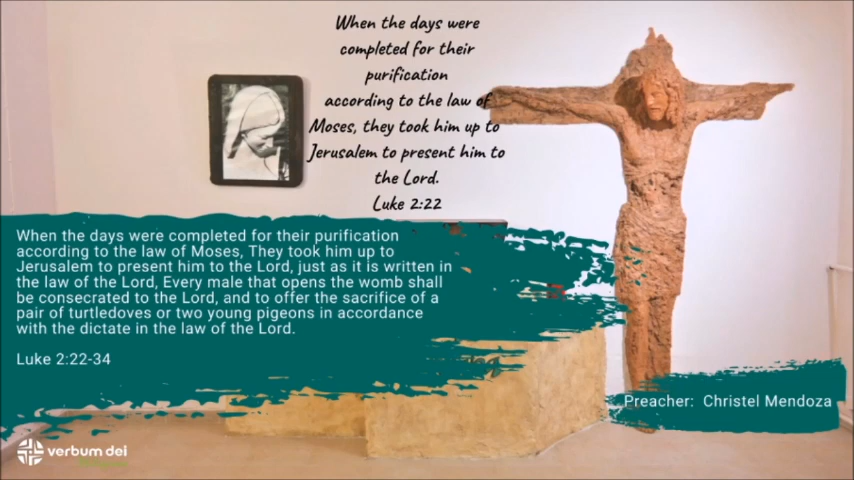 When the days were
completed for their
purification
according to the law of
Moses, they took him up to
Jerusalem to present him to
the Lord.
Luke 2:22
When the days were completed for their purification
according to the law of Moses, They took him up to
Jerusalem to present him to the Lord, just as it is written in
the law of the Lord, Every male that opens the womb shall
be consecrated to the Lord, and to offer the sacrifice of a
pair of turtledoves or two young pigeons in accordance
with the dictate in the law of the Lord.
Luke 2:22-34
Preacher: Christel Mendoza
verbum dei